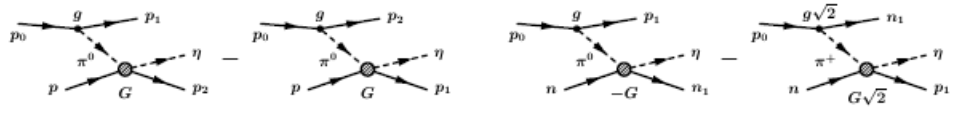 g p₁ g p₂ g p₁ g√2 n₁
p₀ p₀ p₀ p₀
π⁰ η − π⁰ η − π⁰ η − π⁺ η
p p₂ p p₁ n n₁ n p₁
G G −G G√2